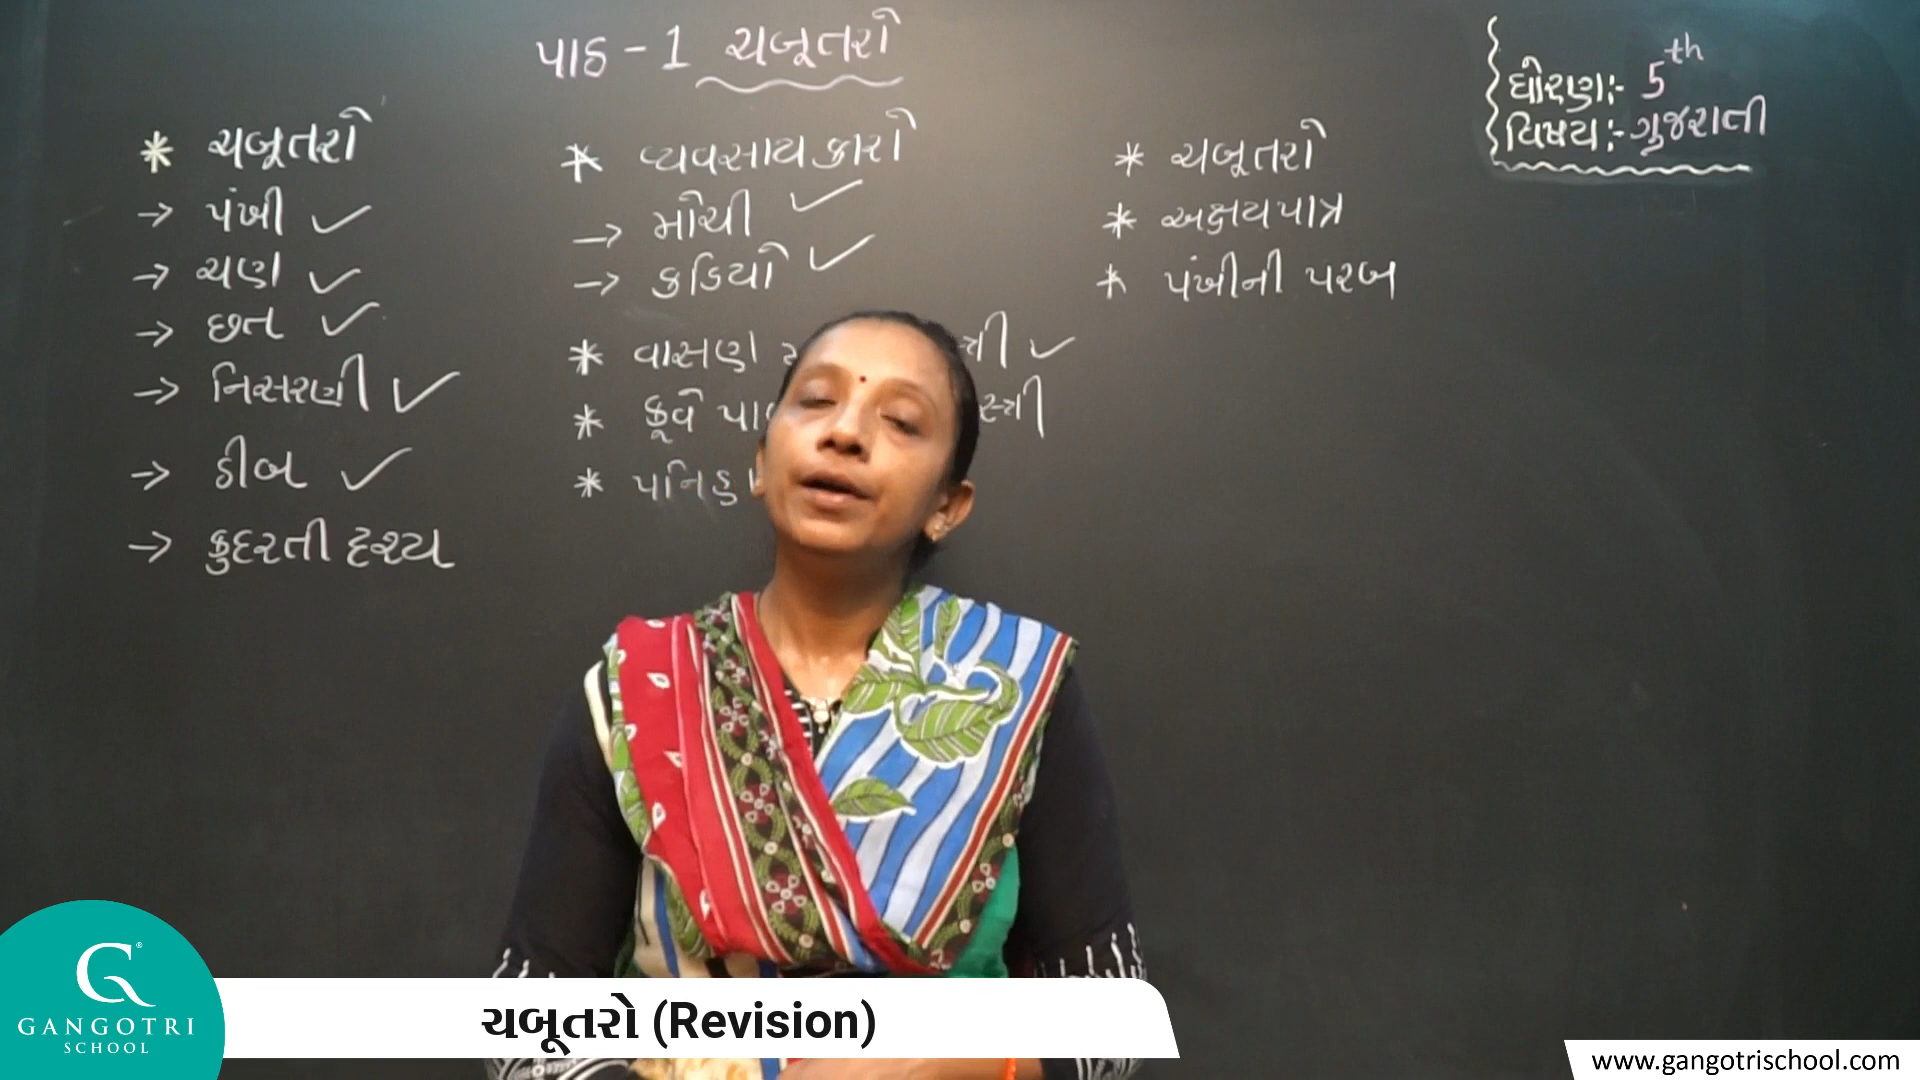 પાઠ - 1 ચબૂતરો
ધોરણ:- 5th
વિષય:- ગુજરાતી
* ચબૂતરો
→ પંખી ✓
→ ચણ ✓
→ છત ✓
→ નિસરણી ✓
→ ઠીબ ✓
→ કુદરતી દૃશ્ય
* વ્યવસાયકારો
→ મોચી ✓
→ કડિયો ✓
* વાસણ ✓
* કૂવે
* ચબૂતરો
* અક્ષયપાત્ર
* પંખીની પરબ
GANGOTRI
SCHOOL
ચબૂતરો (Revision)
www.gangotrischool.com